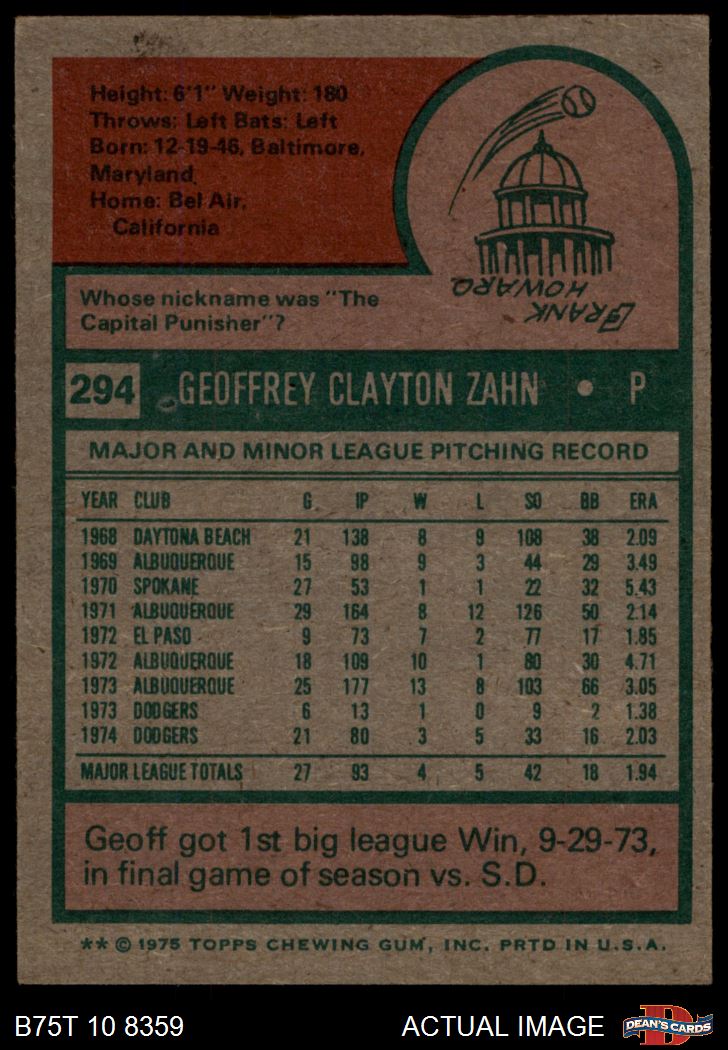 Height: 6'1" Weight: 180
Throws: Left Bats: Left
Born: 12-19-46, Baltimore,
Maryland
Home: Bel Air,
California
FRANK
HOWARD
Whose nickname was "The
Capital Punisher"?
294 GEOFFREY CLAYTON ZAHN • P
MAJOR AND MINOR LEAGUE PITCHING RECORD
YEAR CLUB G IP W L SO BB ERA
1968 DAYTONA BEACH 21 138 8 9 108 38 2.09
1969 ALBUQUERQUE 15 98 9 3 44 29 3.49
1970 SPOKANE 27 53 1 1 22 32 5.43
1971 ALBUQUERQUE 29 164 8 12 126 50 2.14
1972 EL PASO 9 73 7 2 77 17 1.85
1972 ALBUQUERQUE 18 109 10 1 80 30 4.71
1973 ALBUQUERQUE 25 177 13 8 103 66 3.05
1973 DODGERS 6 13 1 0 9 2 1.38
1974 DODGERS 21 80 3 5 33 16 2.03
MAJOR LEAGUE TOTALS 27 93 4 5 42 18 1.94
Geoff got 1st big league Win, 9-29-73,
in final game of season vs. S.D.
** © 1975 TOPPS CHEWING GUM, INC. PRTD IN U.S.A.
B75T 10 8359 ACTUAL IMAGE DEAN'S CARDS